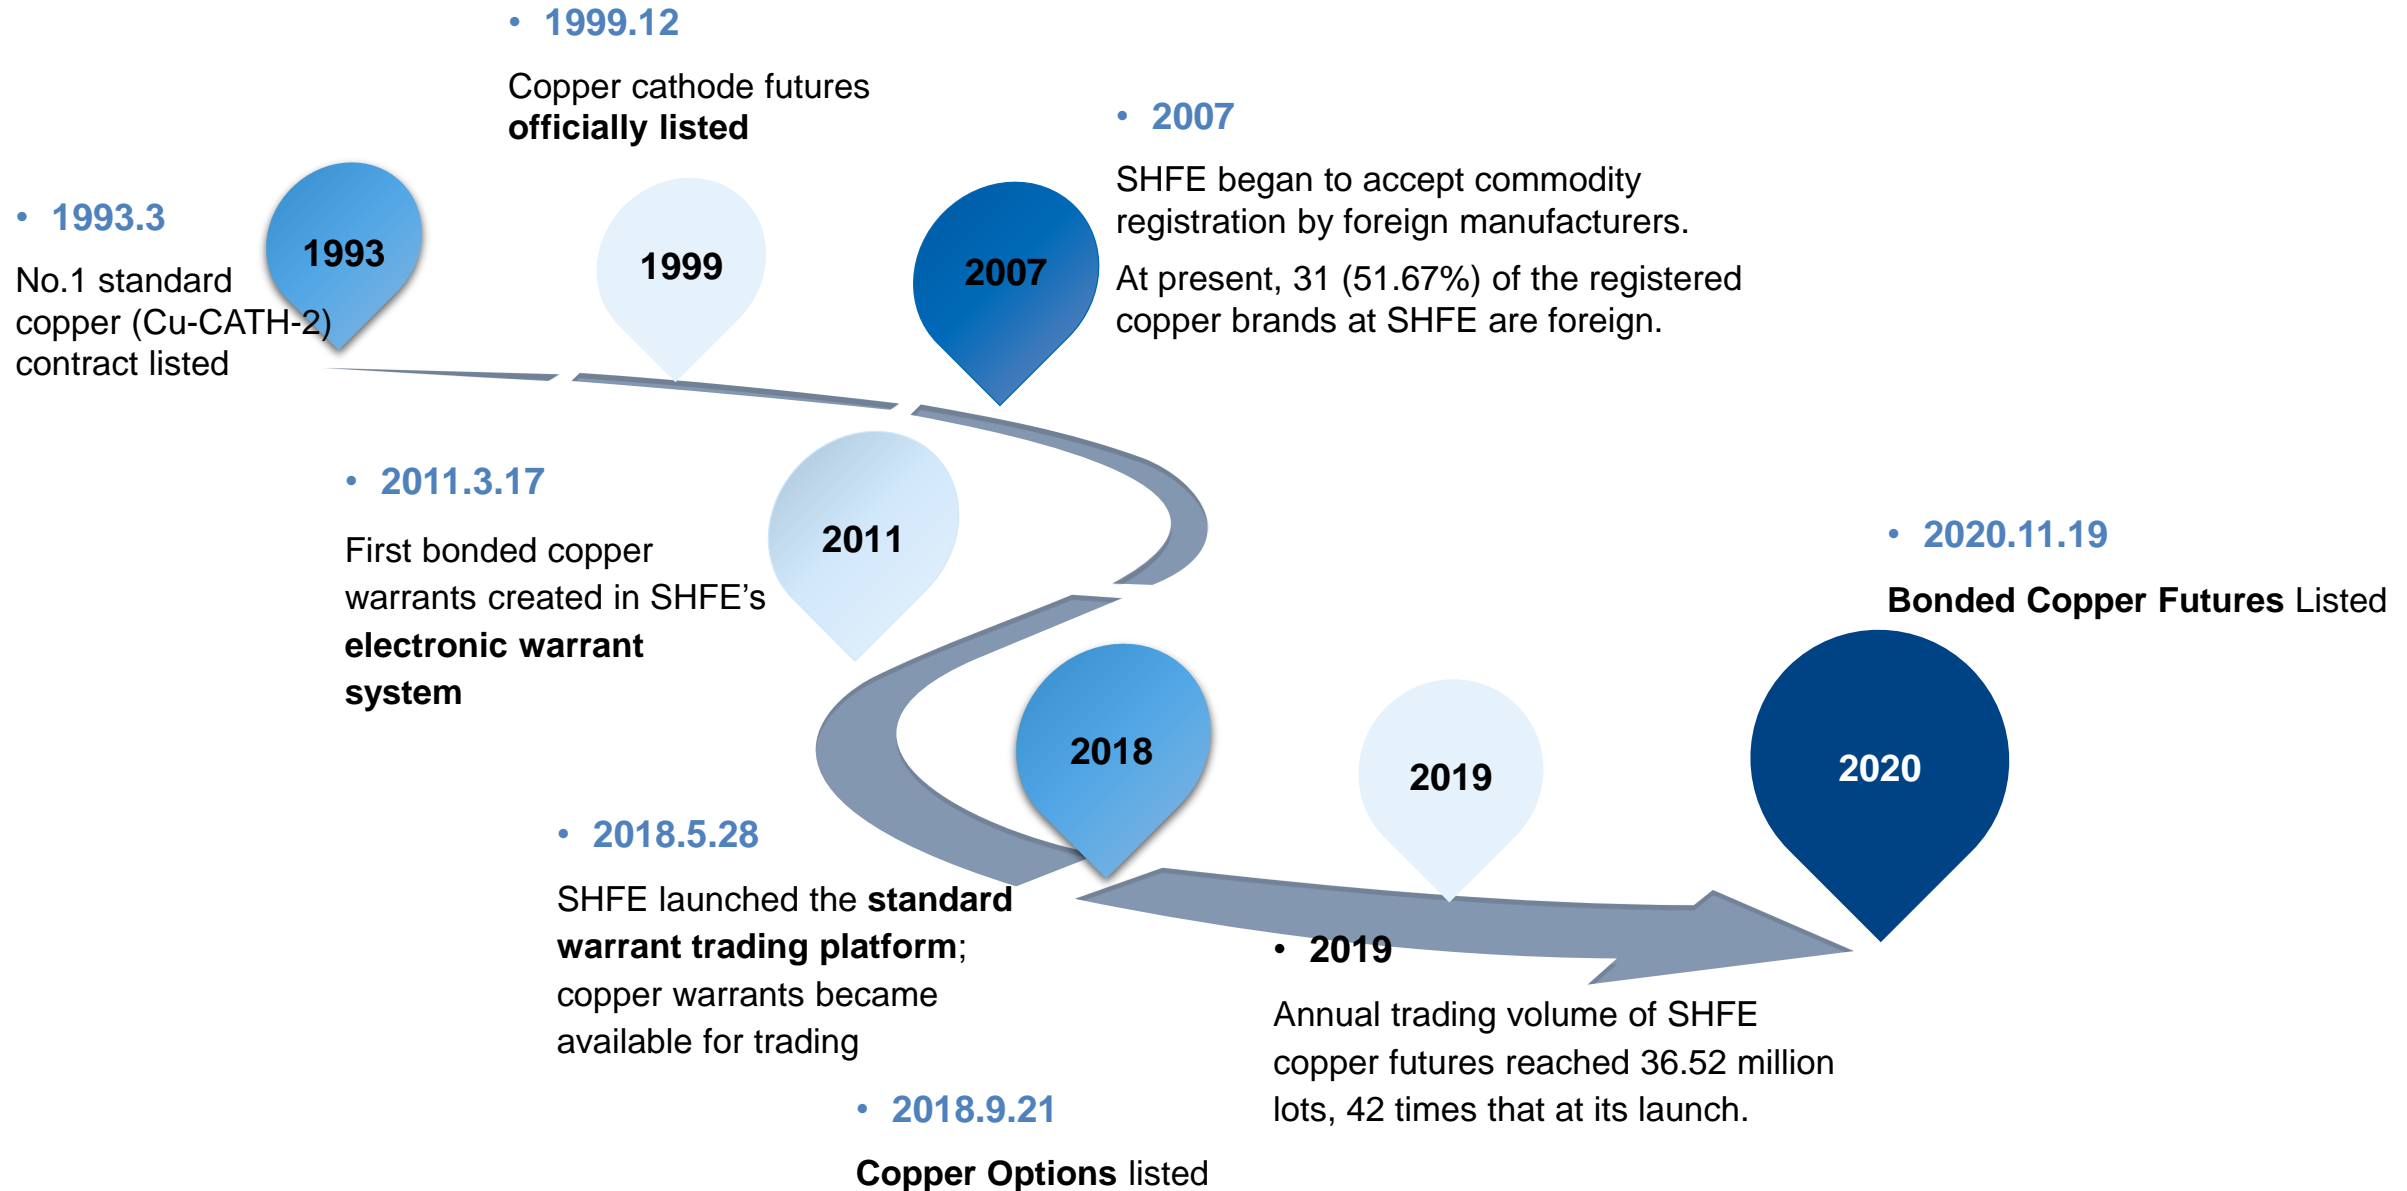 • 1999.12
Copper cathode futures
officially listed
• 2007
SHFE began to accept commodity
registration by foreign manufacturers.
At present, 31 (51.67%) of the registered
copper brands at SHFE are foreign.
• 1993.3
No.1 standard
copper (Cu-CATH-2)
contract listed
1993
1999
2007
• 2011.3.17
First bonded copper
warrants created in SHFE’s
electronic warrant
system
2011
• 2020.11.19
Bonded Copper Futures Listed
2018
2019
2020
• 2018.5.28
SHFE launched the standard
warrant trading platform;
copper warrants became
available for trading
• 2019
Annual trading volume of SHFE
copper futures reached 36.52 million
lots, 42 times that at its launch.
• 2018.9.21
Copper Options listed